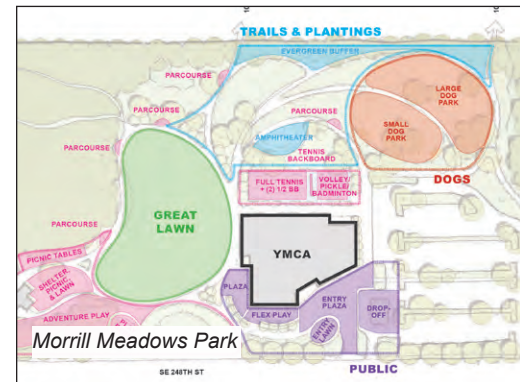 TRAILS & PLANTINGS
EVERGREEN BUFFER
PARCOURSE
PARCOURSE
PARCOURSE
LARGE
DOG
PARK
SMALL
DOG
PARK
AMPHITHEATER
TENNIS
BACKBOARD
PARCOURSE
DOGS
FULL TENNIS
+ (2) 1/2 BB
VOLLEY/
PICKLE/
BADMINTON
GREAT
LAWN
PARCOURSE
YMCA
PICNIC TABLES
SHELTER,
PICNIC,
& LAWN
PLAZA
ENTRY
PLAZA
DROP-
OFF
FLEX PLAY
ENTRY
LAWN
ADVENTURE PLAY
Morrill Meadows Park
PUBLIC
SE 248TH ST